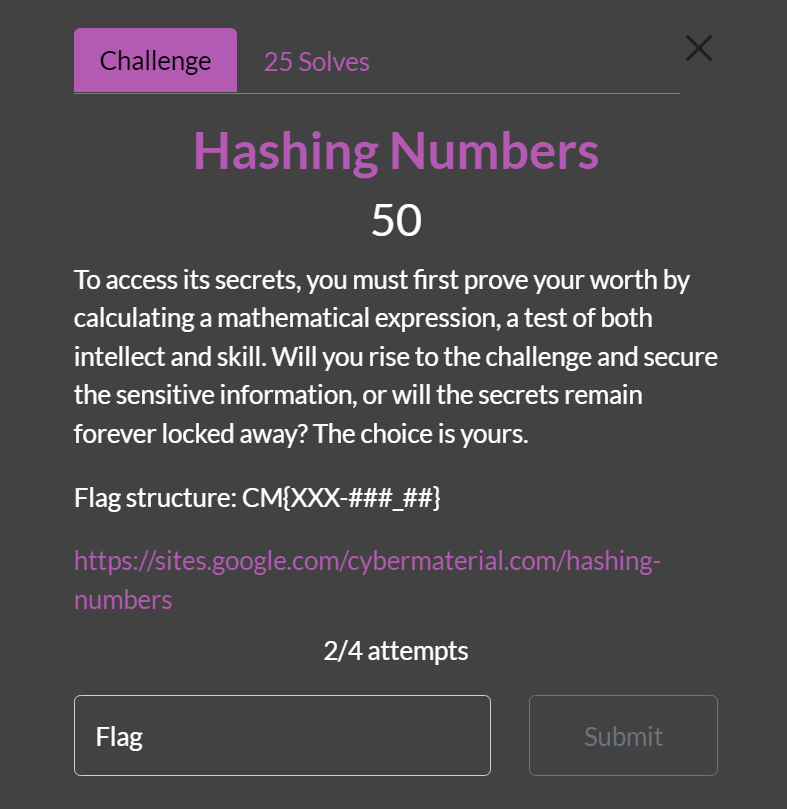 Challenge
25 Solves
Hashing Numbers
50
To access its secrets, you must first prove your worth by
calculating a mathematical expression, a test of both
intellect and skill. Will you rise to the challenge and secure
the sensitive information, or will the secrets remain
forever locked away? The choice is yours.
Flag structure: CM{XXX-###_##}
https://sites.google.com/cybermaterial.com/hashing-
numbers
2/4 attempts
Flag
Submit